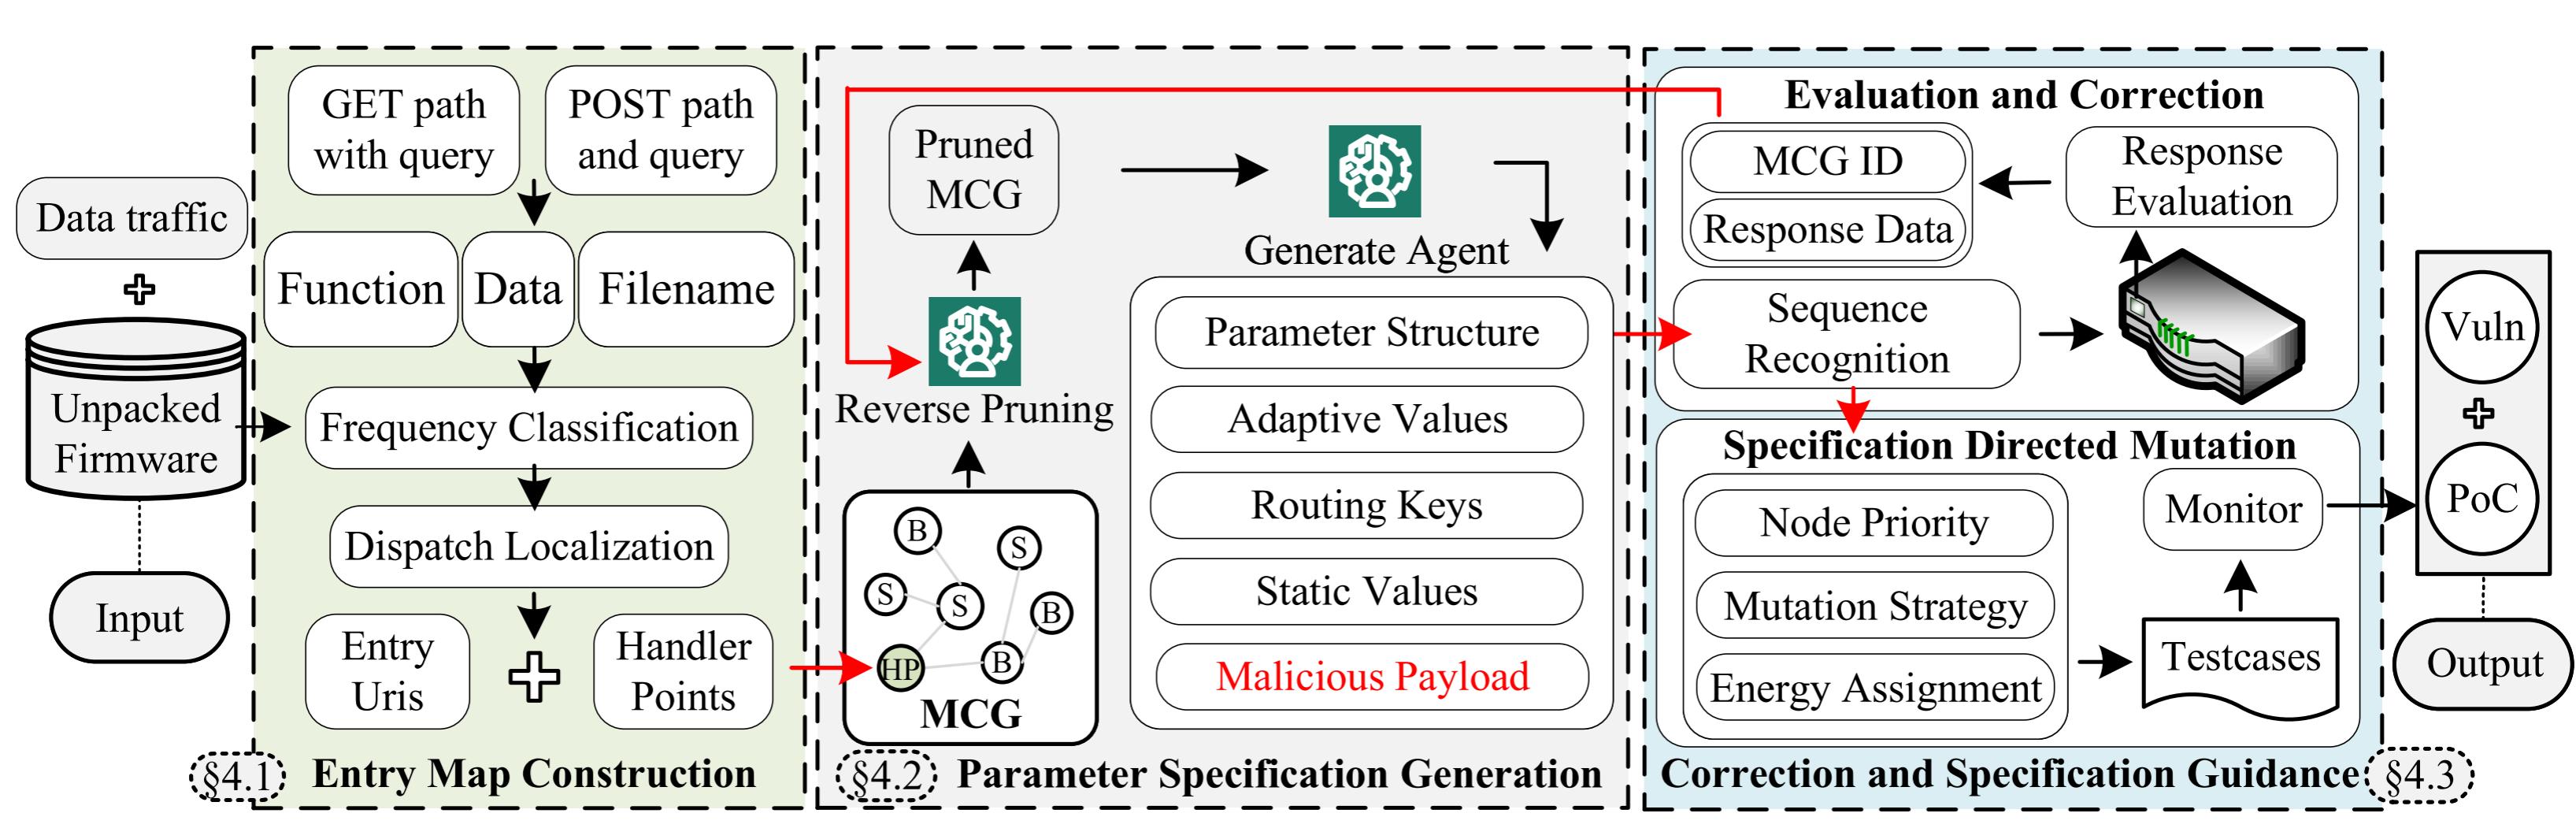 Data traffic
Unpacked
Firmware
Input
GET path
with query
POST path
and query
Function
Data
Filename
Frequency Classification
Dispatch Localization
Entry
Uris
Handler
Points
§4.1
Entry Map Construction
Pruned
MCG
Generate Agent
Reverse Pruning
B
S
S
S
B
HP
B
MCG
Parameter Structure
Adaptive Values
Routing Keys
Static Values
Malicious Payload
§4.2
Parameter Specification Generation
Evaluation and Correction
MCG ID
Response Data
Response
Evaluation
Sequence
Recognition
Specification Directed Mutation
Node Priority
Mutation Strategy
Energy Assignment
Monitor
Testcases
Correction and Specification Guidance
§4.3
Vuln
PoC
Output